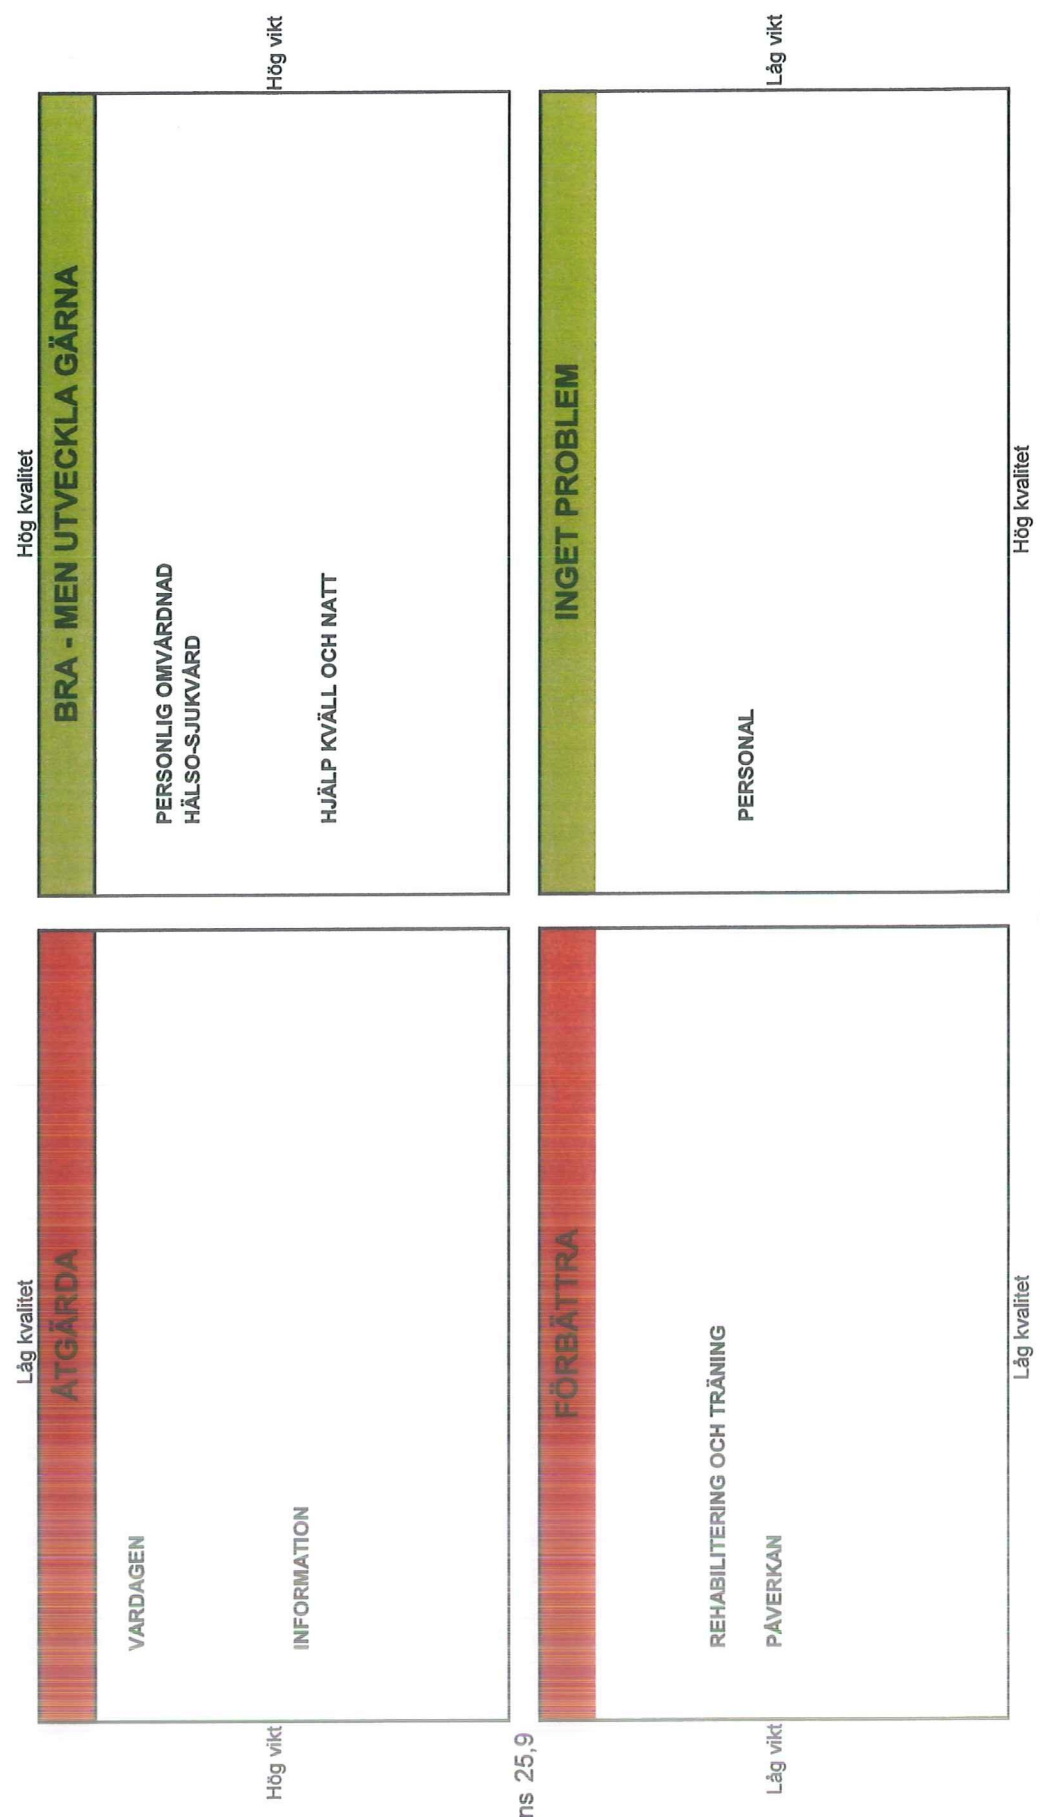 Låg kvalitet
Hög kvalitet
ÅTGÄRDA
BRA - MEN UTVECKLA GÄRNA
Hög vikt
VARDAGEN
INFORMATION
PERSONLIG OMVÅRDNAD
HÄLSO-SJUKVÅRD
HJÄLP KVÄLL OCH NATT
Hög vikt
ns 25,9
FÖRBÄTTRA
INGET PROBLEM
Låg vikt
REHABILITERING OCH TRÄNING
PÅVERKAN
PERSONAL
Låg vikt
Låg kvalitet
Hög kvalitet